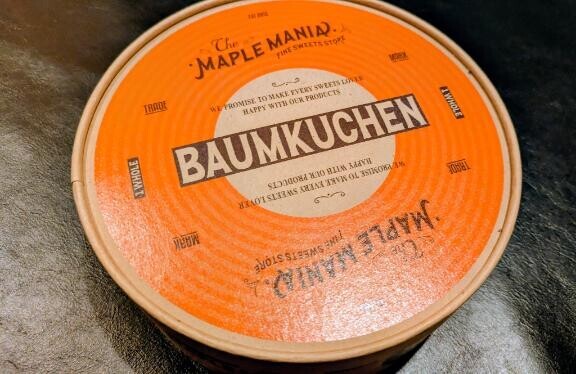 The
MAPLE MANIA
FINE SWEETS STORE
MARK
TRADE
WE PROMISE TO MAKE EVERY SWEETS LOVER
HAPPY WITH OUR PRODUCTS
1 WHOLE
BAUMKUCHEN
1 WHOLE
WE PROMISE TO MAKE EVERY SWEETS LOVER
HAPPY WITH OUR PRODUCTS
TRADE
MARK
The
MAPLE MANIA
FINE SWEETS STORE